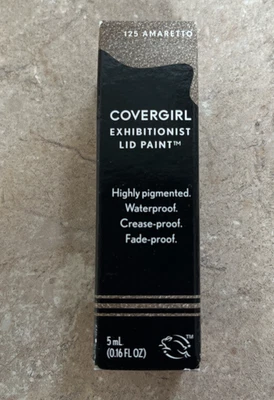 125 AMARETTO
COVERGIRL
EXHIBITIONIST
LID PAINT™
Highly pigmented.
Waterproof.
Crease-proof.
Fade-proof.
5 mL
(0.16 FL OZ)
TM